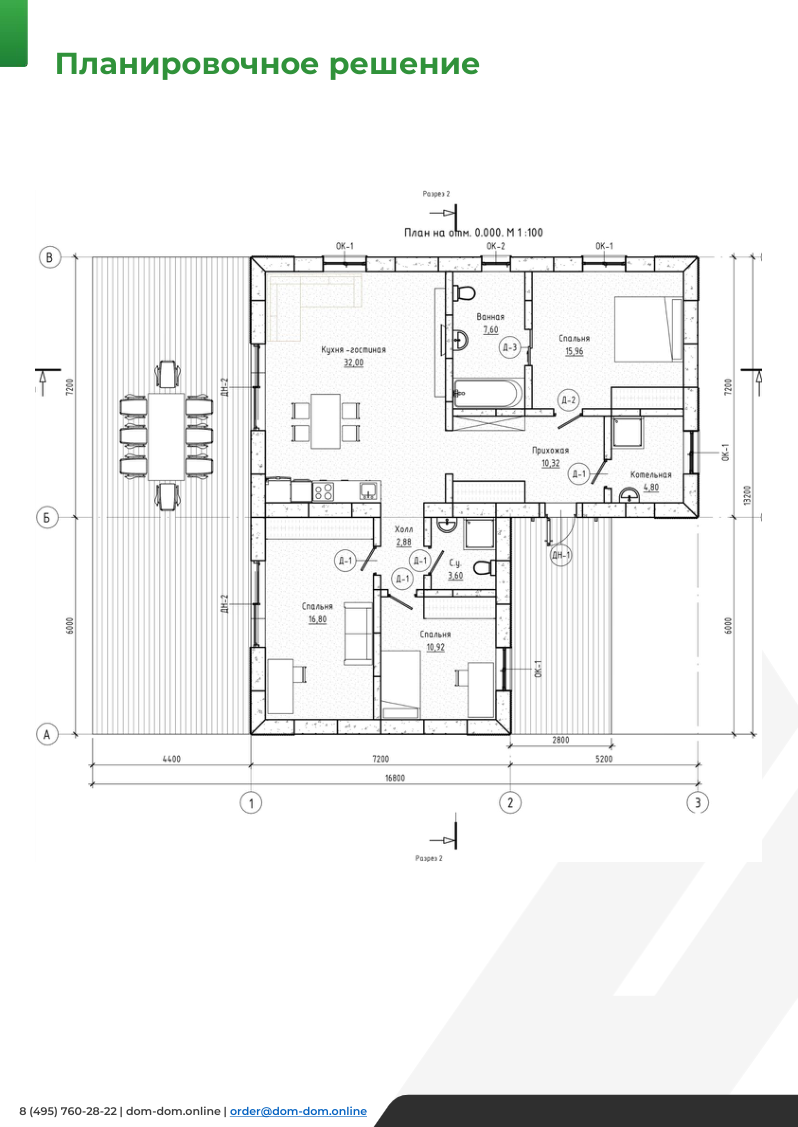 Планировочное решение
Разрез 2
План на отм. 0.000. М 1:100
ОК-1
ОК-2
ОК-1
В
Ванная
7,60
Кухня-гостиная
32,00
Д-3
Спальня
15,96
7200
ДН-2
7200
Д-2
Прихожая
10,32
Д-1
Котельная
4,80
ОК-1
13200
Б
Холл
2,88
Д-1
Д-1
С.у.
3,60
ДН-1
Д-1
ДН-2
Спальня
16,80
6000
Спальня
10,92
6000
ОК-1
А
2800
4400
7200
5200
16800
1
2
3
Разрез 2
8 (495) 760-28-22 | dom-dom.online | order@dom-dom.online